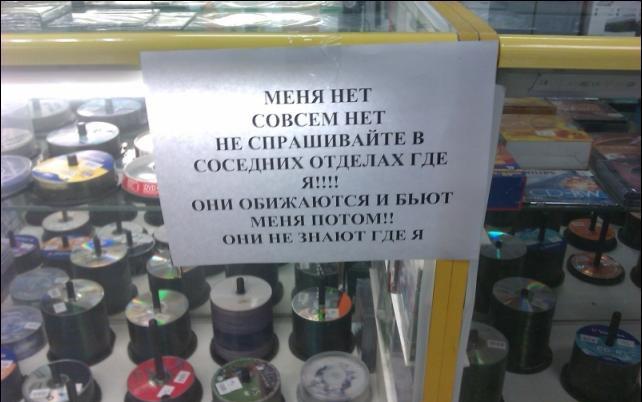 МЕНЯ НЕТ
СОВСЕМ НЕТ
НЕ СПРАШИВАЙТЕ В
СОСЕДНИХ ОТДЕЛАХ ГДЕ
Я!!!!
ОНИ ОБИЖАЮТСЯ И БЬЮТ
МЕНЯ ПОТОМ!!
ОНИ НЕ ЗНАЮТ ГДЕ Я